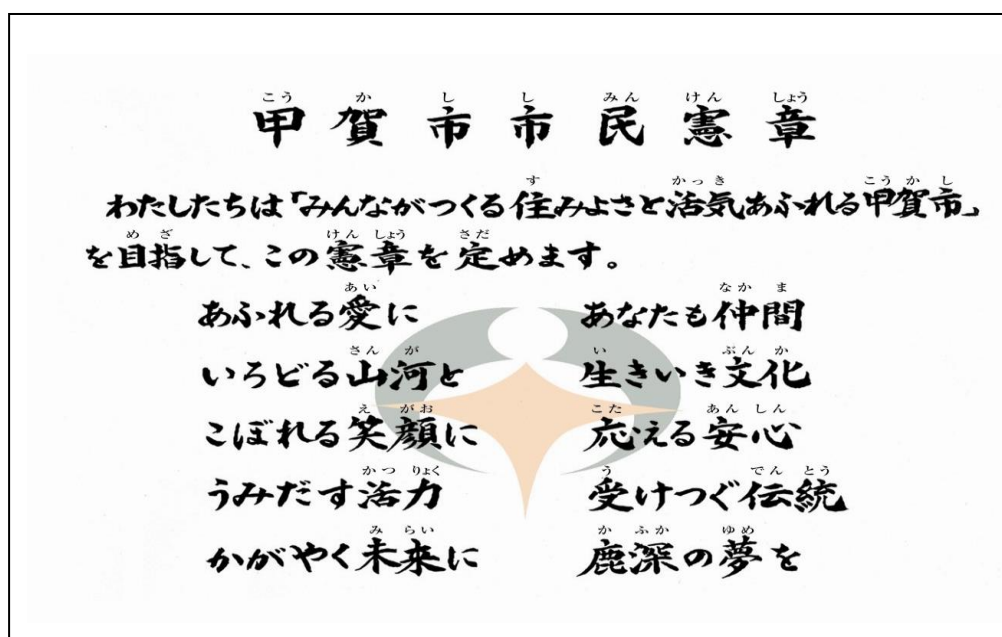 甲賀市市民憲章
わたしたちは「みんながつくる住みよさと活気あふれる甲賀市」
を目指して、この憲章を定めます。
あふれる愛に　あなたも仲間
いろどる山河と　生きいき文化
こぼれる笑顔に　応える安心
うみだす活力　受けつぐ伝統
かがやく未来に　鹿深の夢を